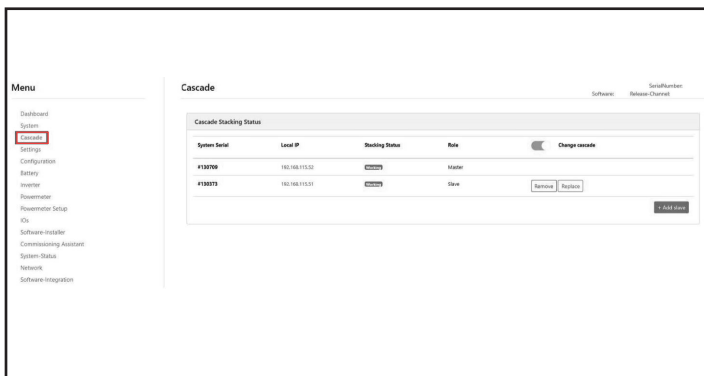 Menu
Dashboard
System
Cascade
Settings
Configuration
Battery
Inverter
Powermeter
Powermeter Setup
IOs
Software-Installer
Commissioning Assistant
System-Status
Network
Software-Integration
Cascade
SerialNumber:
Software: Release-Channel:
Cascade Stacking Status
System Serial Local IP Stacking Status Role Change cascade
#130709 192.168.115.52 Master
#130373 192.168.115.51 Slave Remove Replace
+ Add slave